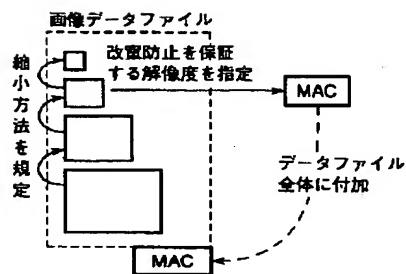 画像データファイル
縮小方法を規定
改竄防止を保証
する解像度を指定
MAC
データファイル
全体に付加
MAC